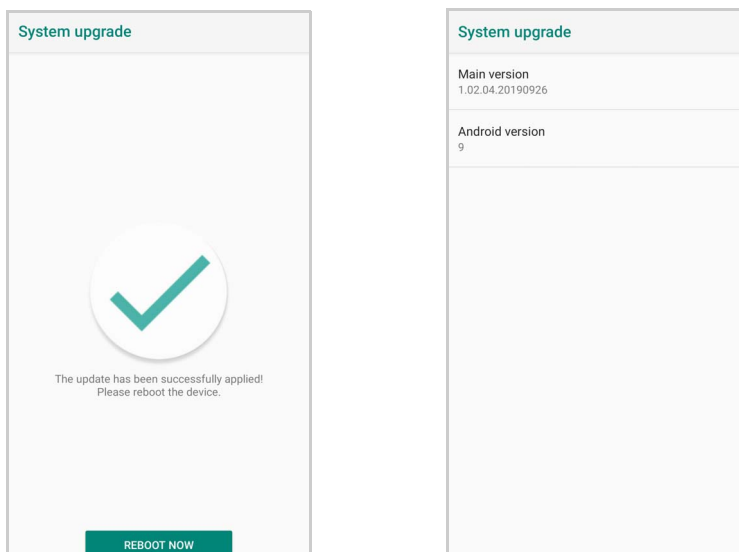 System upgrade
The update has been successfully applied!
Please reboot the device.
REBOOT NOW
System upgrade
Main version
1.02.04.20190926
Android version
9